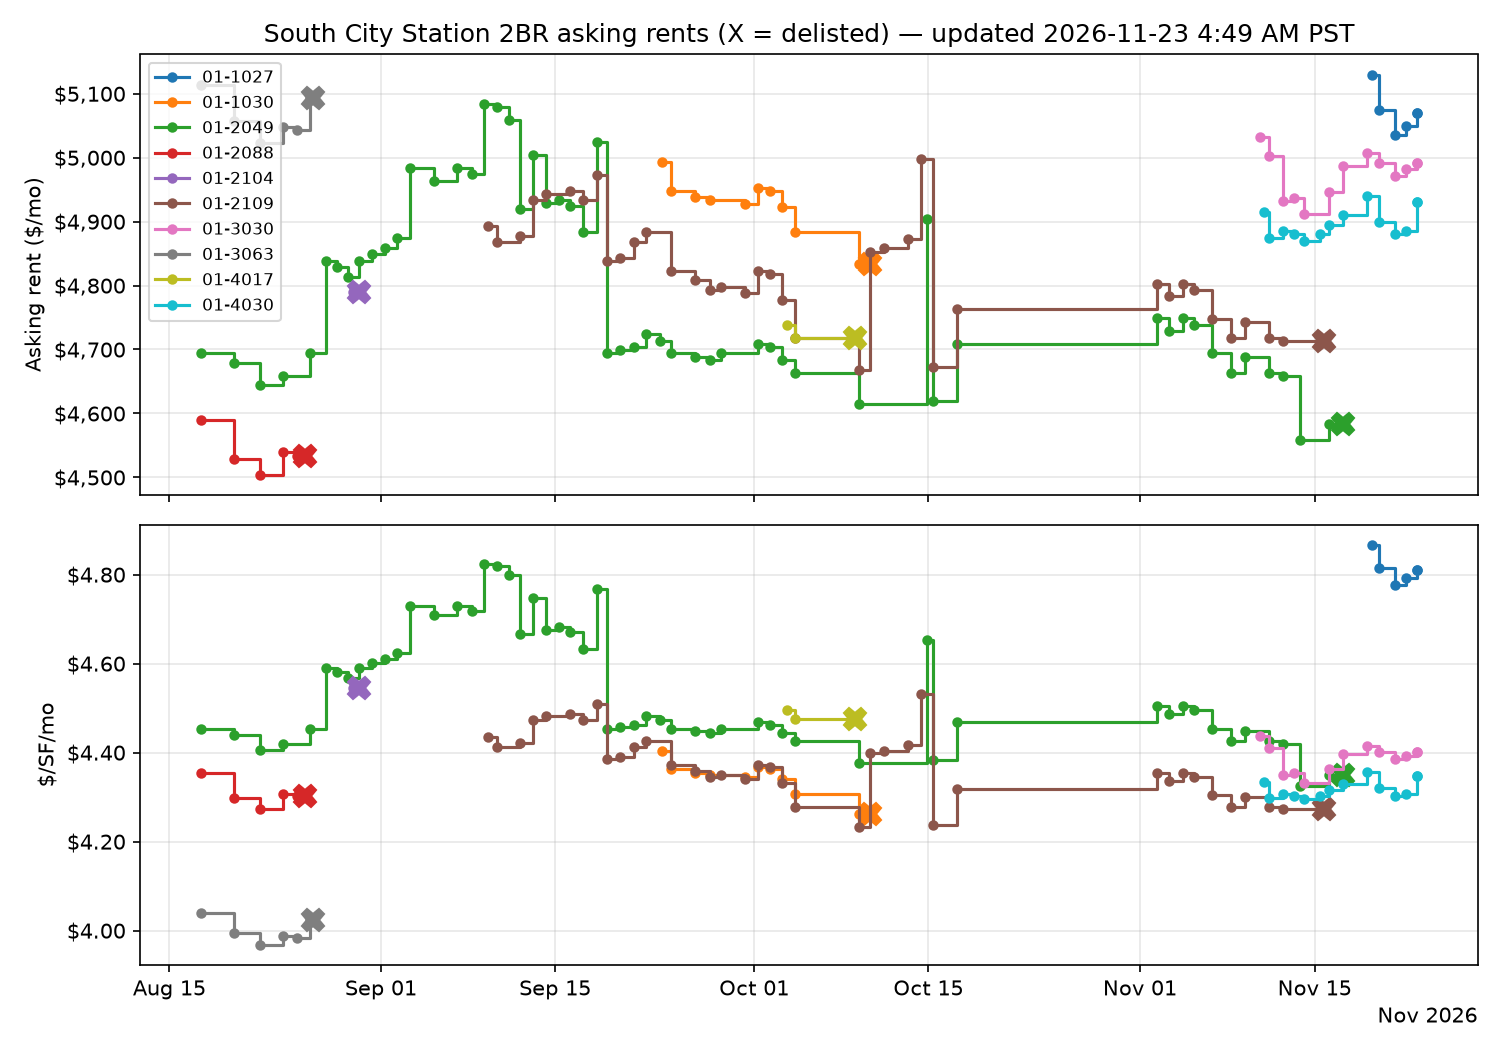 South City Station 2BR asking rents (X = delisted) — updated 2026-11-23 4:49 AM PST
Asking rent ($/mo)
$5,100
$5,000
$4,900
$4,800
$4,700
$4,600
$4,500
01-1027
01-1030
01-2049
01-2088
01-2104
01-2109
01-3030
01-3063
01-4017
01-4030
$/SF/mo
$4.80
$4.60
$4.40
$4.20
$4.00
Aug 15
Sep 01
Sep 15
Oct 01
Oct 15
Nov 01
Nov 15
Nov 2026